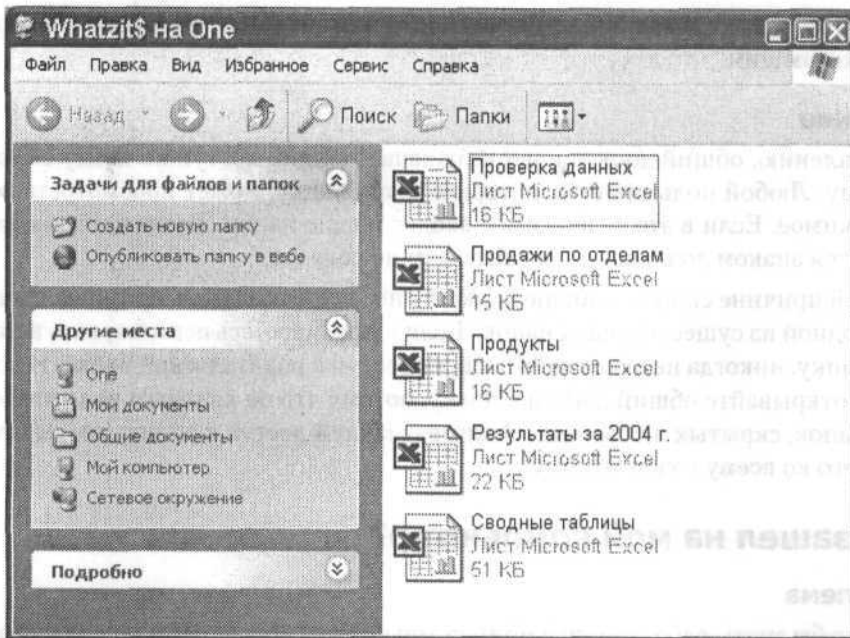 Whatzit$ на One
Файл Правка Вид Избранное Сервис Справка
Назад Поиск Папки
Задачи для файлов и папок
Создать новую папку
Опубликовать папку в вебе
Другие места
One
Мои документы
Общие документы
Мой компьютер
Сетевое окружение
Подробно
Проверка данных
Лист Microsoft Excel
16 КБ
Продажи по отделам
Лист Microsoft Excel
15 КБ
Продукты
Лист Microsoft Excel
16 КБ
Результаты за 2004 г.
Лист Microsoft Excel
22 КБ
Сводные таблицы
Лист Microsoft Excel
51 КБ